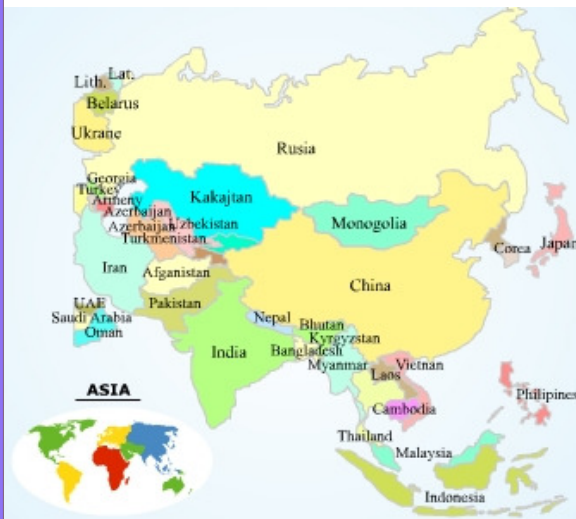 Lat.
Lith.
Belarus
Ukrane
Rusia
Georgia
Turkey
Armeny
Azerbaijan
Azerbaijan
Uzbekistan
Turkmenistan
Kakajtan
Monogolia
Corea
Japan
Iran
Afganistan
China
UAE
Saudi Arabia
Oman
Pakistan
Nepal
Bhutan
Kyrgyzstan
India
Bangladesh
Myanmar
Vietnan
Laos
Cambodia
Philipines
Thailand
Malaysia
Indonesia
ASIA